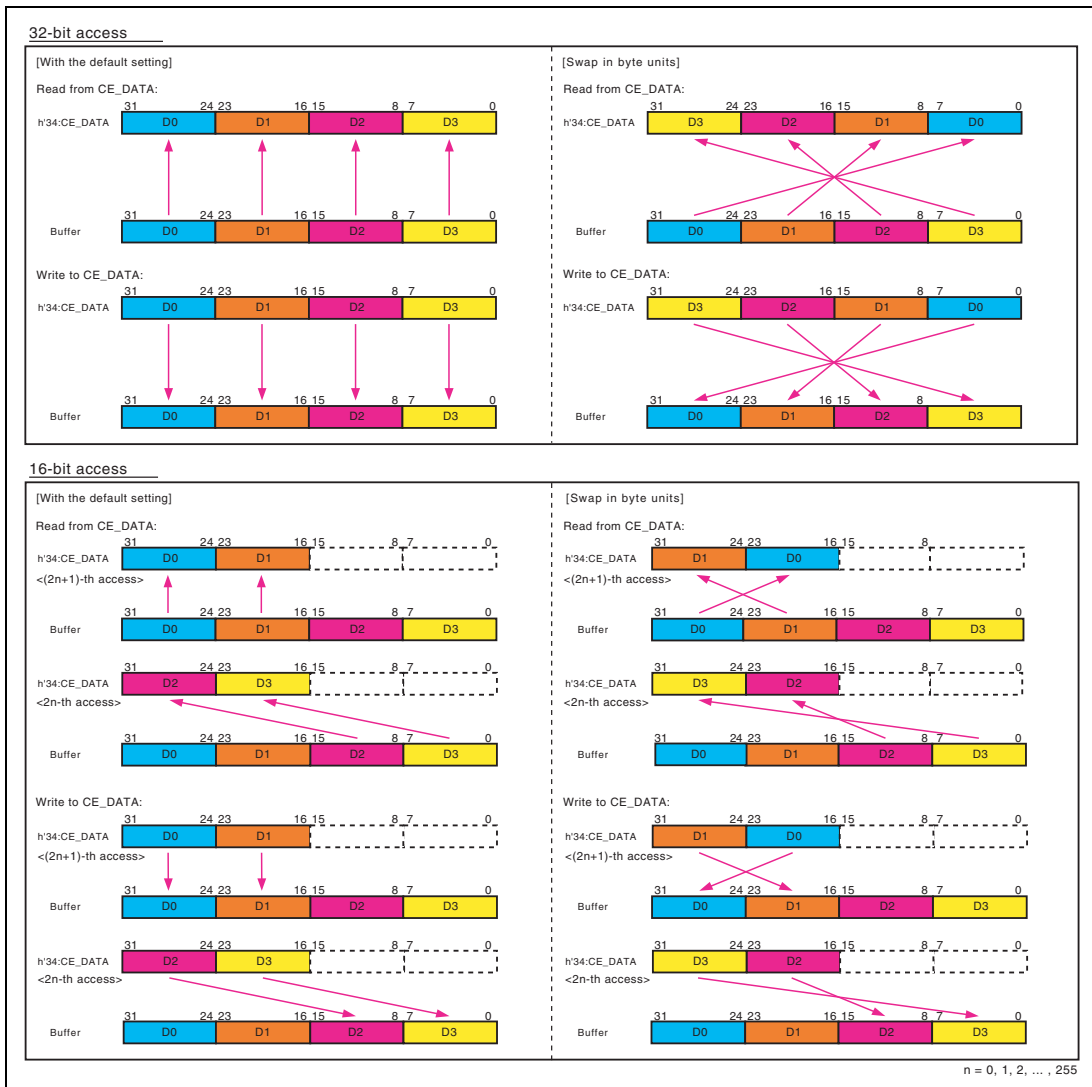 32-bit access
[With the default setting]
Read from CE_DATA:
31 24 23 16 15 8 7 0
h'34:CE_DATA D0 D1 D2 D3
31 24 23 16 15 8 7 0
Buffer D0 D1 D2 D3
Write to CE_DATA:
31 24 23 16 15 8 7 0
h'34:CE_DATA D0 D1 D2 D3
31 24 23 16 15 8 7 0
Buffer D0 D1 D2 D3
[Swap in byte units]
Read from CE_DATA:
31 24 23 16 15 8 7 0
h'34:CE_DATA D3 D2 D1 D0
31 24 23 16 15 8 7 0
Buffer D0 D1 D2 D3
Write to CE_DATA:
31 24 23 16 15 8 7 0
h'34:CE_DATA D3 D2 D1 D0
31 24 23 16 15 8 0
Buffer D0 D1 D2 D3
16-bit access
[With the default setting]
Read from CE_DATA:
31 24 23 16 15 8 7 0
h'34:CE_DATA D0 D1
<(2n+1)-th access>
31 24 23 16 15 8 7 0
Buffer D0 D1 D2 D3
31 24 23 16 15 8 7 0
h'34:CE_DATA D2 D3
<2n-th access>
31 24 23 16 15 8 7 0
Buffer D0 D1 D2 D3
Write to CE_DATA:
31 24 23 16 15 8 7 0
h'34:CE_DATA D0 D1
<(2n+1)-th access>
31 24 23 16 15 8 7 0
Buffer D0 D1 D2 D3
31 24 23 16 15 8 7 0
h'34:CE_DATA D2 D3
<2n-th access>
31 24 23 16 15 8 7 0
Buffer D0 D1 D2 D3
[Swap in byte units]
Read from CE_DATA:
31 24 23 16 15 8
h'34:CE_DATA D1 D0
<(2n+1)-th access>
31 24 23 16 15 8 7 0
Buffer D0 D1 D2 D3
31 24 23 16 15 8 7 0
h'34:CE_DATA D3 D2
<2n-th access>
31 24 23 16 15 8 7 0
Buffer D0 D1 D2 D3
Write to CE_DATA:
31 24 23 16 15 8 7 0
h'34:CE_DATA D1 D0
<(2n+1)-th access>
31 24 23 16 15 8 7 0
Buffer D0 D1 D2 D3
31 24 23 16 15 8 7 0
h'34:CE_DATA D3 D2
<2n-th access>
31 24 23 16 15 8 7 0
Buffer D0 D1 D2 D3
n = 0, 1, 2, ... , 255